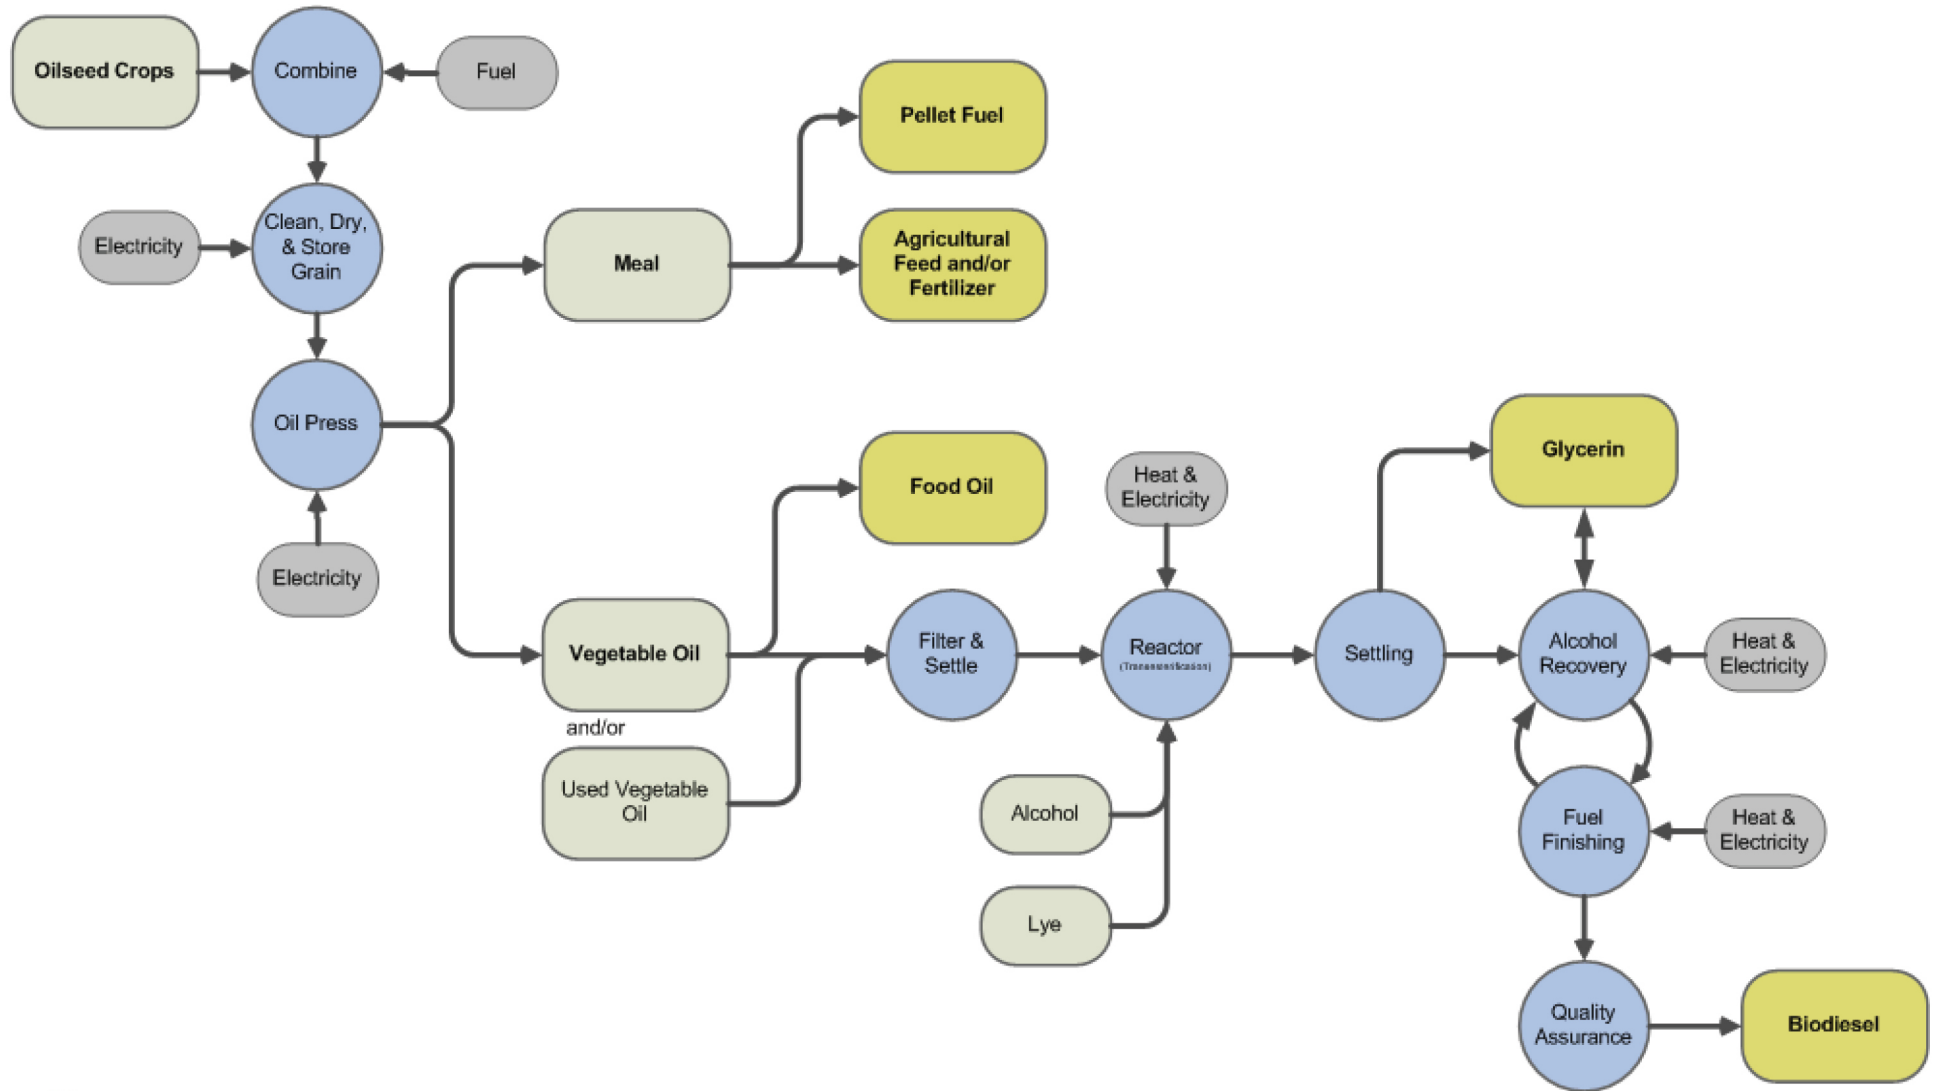 Oilseed Crops
Combine
Fuel
Pellet Fuel
Electricity
Clean, Dry,
& Store
Grain
Meal
Agricultural
Feed and/or
Fertilizer
Oil Press
Electricity
Food Oil
Heat &
Electricity
Glycerin
Vegetable Oil
and/or
Used Vegetable
Oil
Filter &
Settle
Reactor
(Transesterification)
Settling
Alcohol
Recovery
Heat &
Electricity
Alcohol
Lye
Fuel
Finishing
Heat &
Electricity
Quality
Assurance
Biodiesel